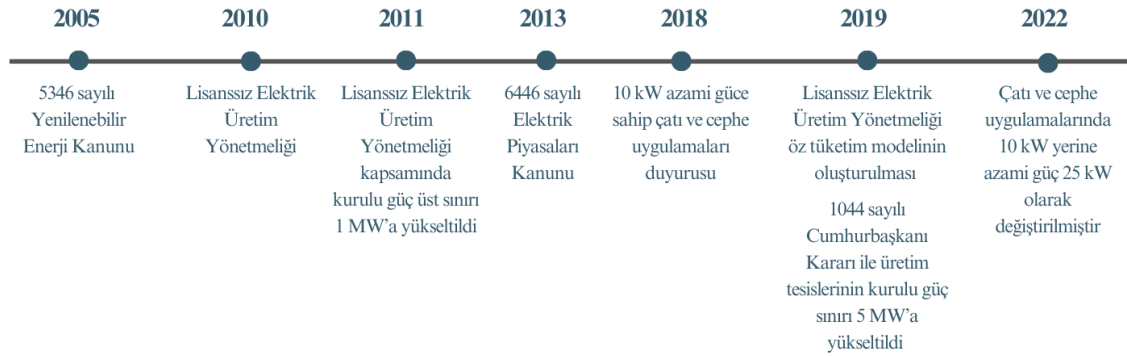 2005
5346 sayılı
Yenilenebilir
Enerji Kanunu
2010
Lisanssız Elektrik
Üretim
Yönetmeliği
2011
Lisanssız Elektrik
Üretim
Yönetmeliği
kapsamında
kurulu güç üst sınırı
1 MW’a yükseltildi
2013
6446 sayılı
Elektrik
Piyasaları
Kanunu
2018
10 kW azami güce
sahip çatı ve cephe
uygulamaları
duyurusu
2019
Lisanssız Elektrik
Üretim Yönetmeliği
öz tüketim modelinin
oluşturulması
1044 sayılı
Cumhurbaşkanı
Kararı ile üretim
tesislerinin kurulu güç
sınırı 5 MW’a
yükseltildi
2022
Çatı ve cephe
uygulamalarında
10 kW yerine
azami güç 25 kW
olarak
değiştirilmiştir